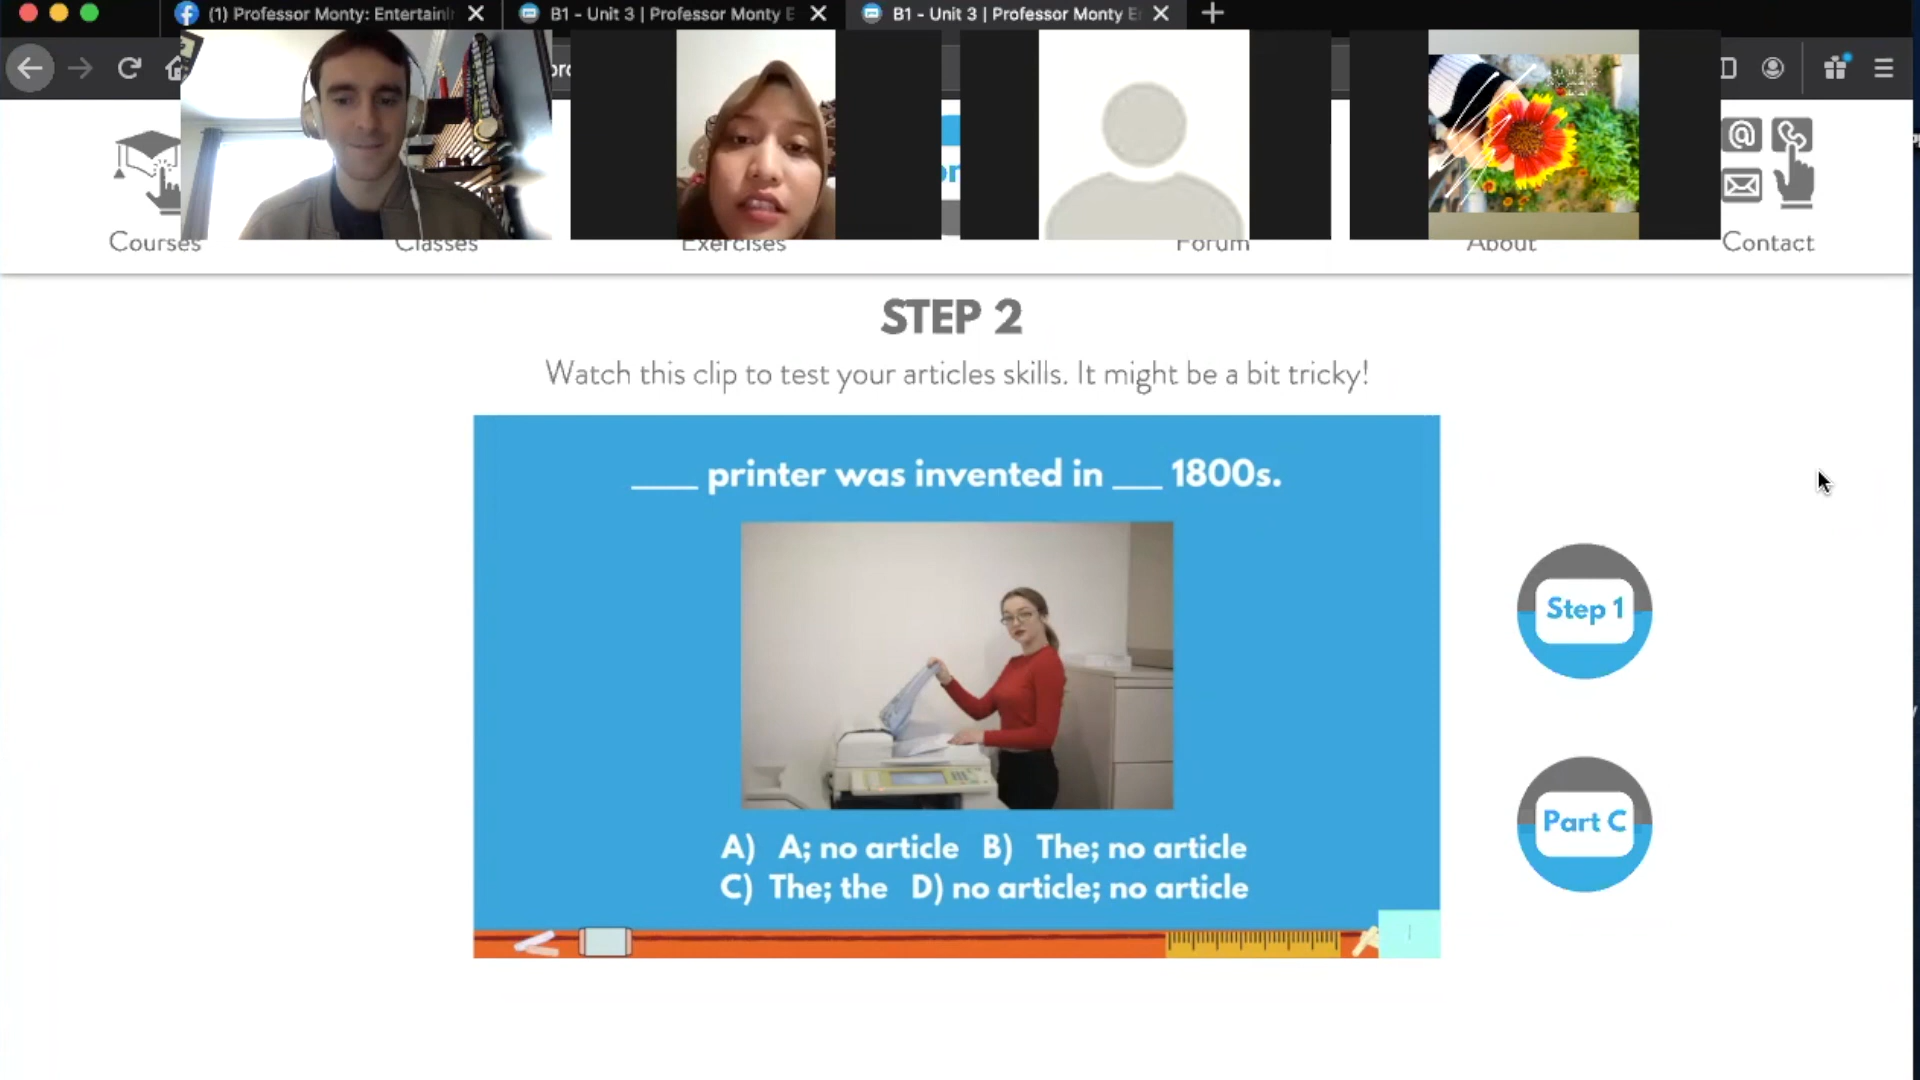 (1) Professor Monty: Entertaini
B1 - Unit 3 | Professor Monty E
B1 - Unit 3 | Professor Monty E
Courses
Classes
Exercises
Forum
About
Contact
STEP 2
Watch this clip to test your articles skills. It might be a bit tricky!
____ printer was invented in ___ 1800s.
A) A; no article B) The; no article
C) The; the D) no article; no article
Step 1
Part C